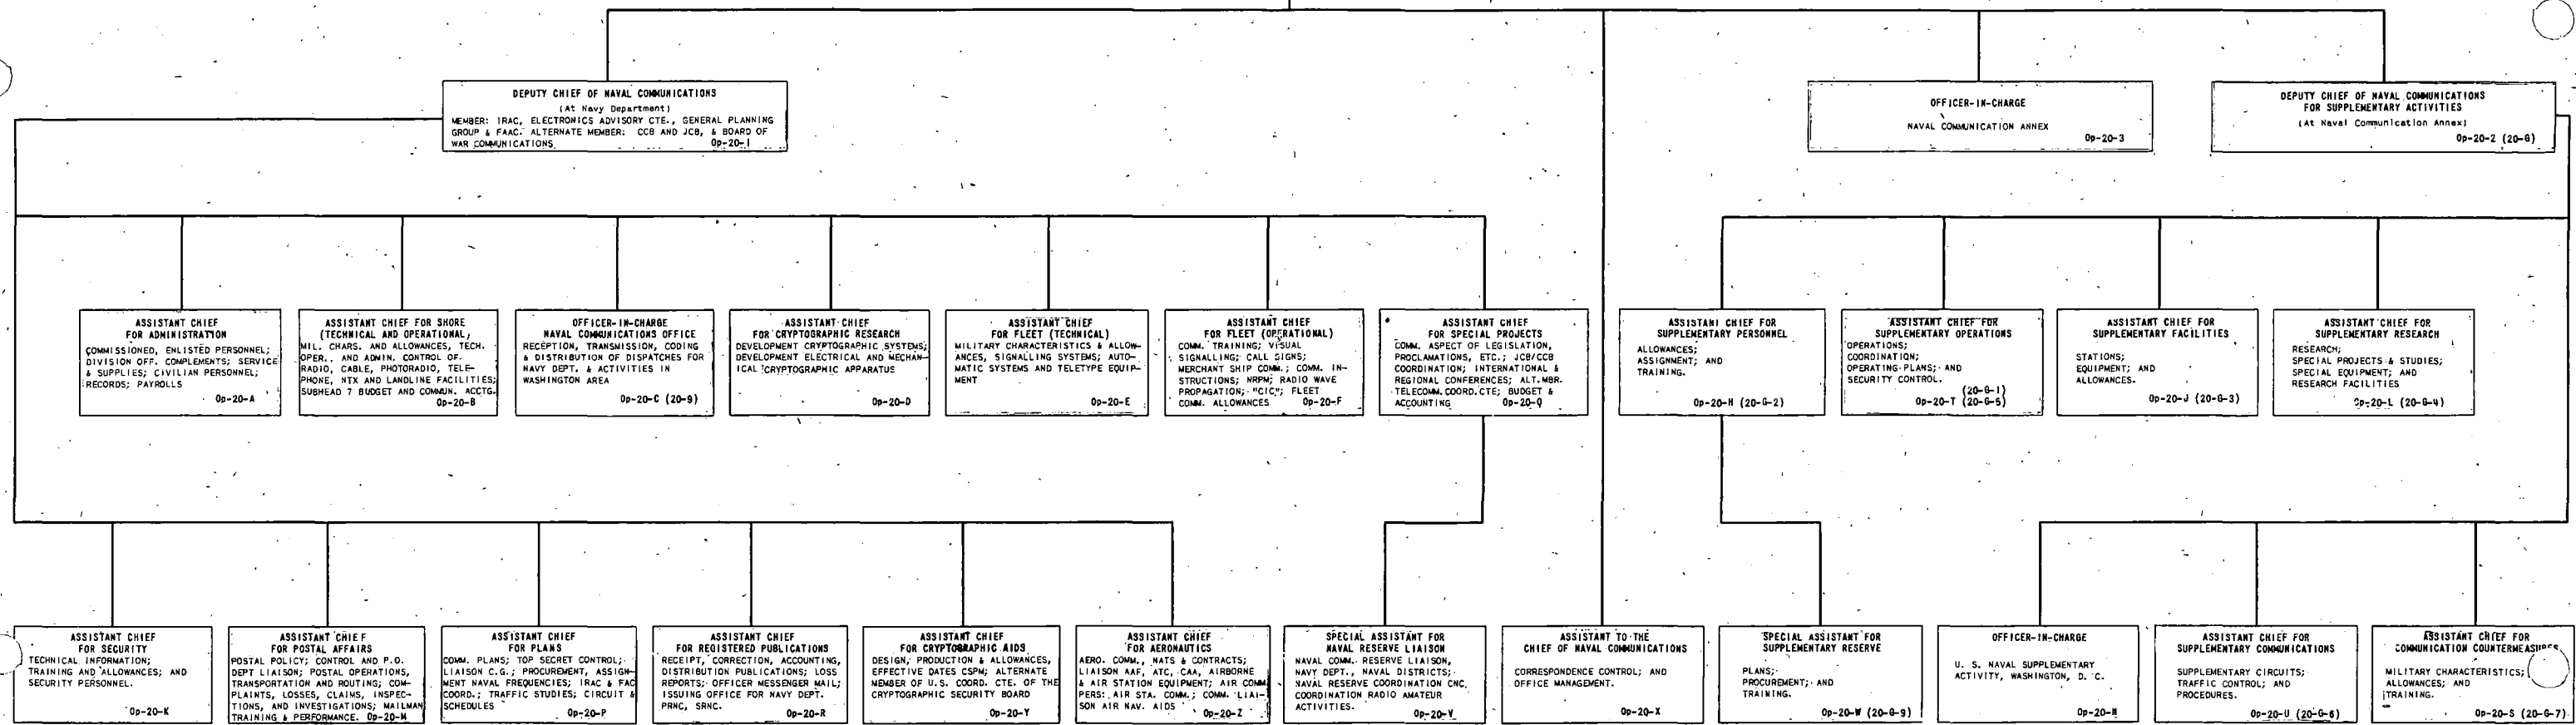 DEPUTY CHIEF OF NAVAL COMMUNICATIONS
(At Navy Department)
MEMBER: IRAC, ELECTRONICS ADVISORY CTE., GENERAL PLANNING
GROUP & FAAC. ALTERNATE MEMBER: CCB AND JCB, & BOARD OF
WAR COMMUNICATIONS. Op-20-1
OFFICER-IN-CHARGE
NAVAL COMMUNICATION ANNEX
Op-20-3
DEPUTY CHIEF OF NAVAL COMMUNICATIONS
FOR SUPPLEMENTARY ACTIVITIES
(At Naval Communication Annex)
Op-20-2 (20-G)
ASSISTANT CHIEF
FOR ADMINISTRATION
COMMISSIONED, ENLISTED PERSONNEL;
DIVISION OFF. COMPLEMENTS; SERVICE
& SUPPLIES; CIVILIAN PERSONNEL;
RECORDS; PAYROLLS
Op-20-A
ASSISTANT CHIEF FOR SHORE
(TECHNICAL AND OPERATIONAL,
MIL. CHARS. AND ALLOWANCES, TECH.
OPER., AND ADMIN. CONTROL OF
RADIO, CABLE, PHOTORADIO, TELE-
PHONE, NTX AND LANDLINE FACILITIES;
SUBHEAD 7 BUDGET AND COMMUN. ACCTG.
Op-20-B
OFFICER-IN-CHARGE
NAVAL COMMUNICATIONS OFFICE
RECEPTION, TRANSMISSION, CODING
& DISTRIBUTION OF DISPATCHES FOR
NAVY DEPT. & ACTIVITIES IN
WASHINGTON AREA
Op-20-C (20-9)
ASSISTANT CHIEF
FOR CRYPTOGRAPHIC RESEARCH
DEVELOPMENT CRYPTOGRAPHIC SYSTEMS;
DEVELOPMENT ELECTRICAL AND MECHAN-
ICAL CRYPTOGRAPHIC APPARATUS
Op-20-D
ASSISTANT CHIEF
FOR FLEET (TECHNICAL)
MILITARY CHARACTERISTICS & ALLOW-
ANCES, SIGNALLING SYSTEMS; AUTO-
MATIC SYSTEMS AND TELETYPE EQUIP-
MENT
Op-20-E
ASSISTANT CHIEF
FOR FLEET (OPERATIONAL)
COMM. TRAINING; VISUAL
SIGNALLING; CALL SIGNS;
MERCHANT SHIP COMM.; COMM. IN-
STRUCTIONS; NRPM; RADIO WAVE
PROPAGATION; "CIC"; FLEET
COMM. ALLOWANCES Op-20-F
ASSISTANT CHIEF
FOR SPECIAL PROJECTS
COMM. ASPECT OF LEGISLATION,
PROCLAMATIONS, ETC.; JCB/CCB
COORDINATION; INTERNATIONAL &
REGIONAL CONFERENCES; ALT. MBR.
TELECOMM. COORD. CTE; BUDGET &
ACCOUNTING Op-20-Q
ASSISTANT CHIEF FOR
SUPPLEMENTARY PERSONNEL
ALLOWANCES;
ASSIGNMENT; AND
TRAINING.
Op-20-H (20-G-2)
ASSISTANT CHIEF FOR
SUPPLEMENTARY OPERATIONS
OPERATIONS;
COORDINATION;
OPERATING PLANS; AND
SECURITY CONTROL.
(20-G-1)
Op-20-T (20-G-5)
ASSISTANT CHIEF FOR
SUPPLEMENTARY FACILITIES
STATIONS;
EQUIPMENT; AND
ALLOWANCES.
Op-20-J (20-G-3)
ASSISTANT CHIEF FOR
SUPPLEMENTARY RESEARCH
RESEARCH;
SPECIAL PROJECTS & STUDIES;
SPECIAL EQUIPMENT; AND
RESEARCH FACILITIES
Op-20-L (20-G-4)
ASSISTANT CHIEF
FOR SECURITY
TECHNICAL INFORMATION;
TRAINING AND ALLOWANCES; AND
SECURITY PERSONNEL.
Op-20-K
ASSISTANT CHIEF
FOR POSTAL AFFAIRS
POSTAL POLICY; CONTROL AND P.O.
DEPT LIAISON; POSTAL OPERATIONS,
TRANSPORTATION AND ROUTING; COM-
PLAINTS, LOSSES, CLAIMS, INSPEC-
TIONS, AND INVESTIGATIONS; MAILMAN
TRAINING & PERFORMANCE. Op-20-M
ASSISTANT CHIEF
FOR PLANS
COMM. PLANS; TOP SECRET CONTROL;
LIAISON C.G.; PROCUREMENT, ASSIGN-
MENT NAVAL FREQUENCIES; IRAC & FAC
COORD.; TRAFFIC STUDIES; CIRCUIT &
SCHEDULES
Op-20-P
ASSISTANT CHIEF
FOR REGISTERED PUBLICATIONS
RECEIPT, CORRECTION, ACCOUNTING,
DISTRIBUTION PUBLICATIONS; LOSS
REPORTS; OFFICER MESSENGER MAIL;
ISSUING OFFICE FOR NAVY DEPT.
PRNC, SRNC.
Op-20-R
ASSISTANT CHIEF
FOR CRYPTOGRAPHIC AIDS
DESIGN, PRODUCTION & ALLOWANCES,
EFFECTIVE DATES CSPM; ALTERNATE
MEMBER OF U.S. COORD. CTE. OF THE
CRYPTOGRAPHIC SECURITY BOARD
Op-20-Y
ASSISTANT CHIEF
FOR AERONAUTICS
AERO. COMM., NATS & CONTRACTS;
LIAISON AAF, ATC, CAA, AIRBORNE
& AIR STATION EQUIPMENT; AIR COMM
PERS: AIR STA. COMM.; COMM. LIAI-
SON AIR NAV. AIDS
Op-20-Z
SPECIAL ASSISTANT FOR
NAVAL RESERVE LIAISON
NAVAL COMM. RESERVE LIAISON,
NAVY DEPT., NAVAL DISTRICTS;
NAVAL RESERVE COORDINATION CNC,
COORDINATION RADIO AMATEUR
ACTIVITIES.
Op-20-V
ASSISTANT TO THE
CHIEF OF NAVAL COMMUNICATIONS
CORRESPONDENCE CONTROL; AND
OFFICE MANAGEMENT.
Op-20-X
SPECIAL ASSISTANT FOR
SUPPLEMENTARY RESERVE
PLANS;
PROCUREMENT; AND
TRAINING.
Op-20-W (20-G-9)
OFFICER-IN-CHARGE
U. S. NAVAL SUPPLEMENTARY
ACTIVITY, WASHINGTON, D. C.
Op-20-N
ASSISTANT CHIEF FOR
SUPPLEMENTARY COMMUNICATIONS
SUPPLEMENTARY CIRCUITS;
TRAFFIC CONTROL; AND
PROCEDURES.
Op-20-U (20-G-6)
ASSISTANT CHIEF FOR
COMMUNICATION COUNTERMEASURES
MILITARY CHARACTERISTICS;
ALLOWANCES; AND
TRAINING.
Op-20-S (20-G-7)